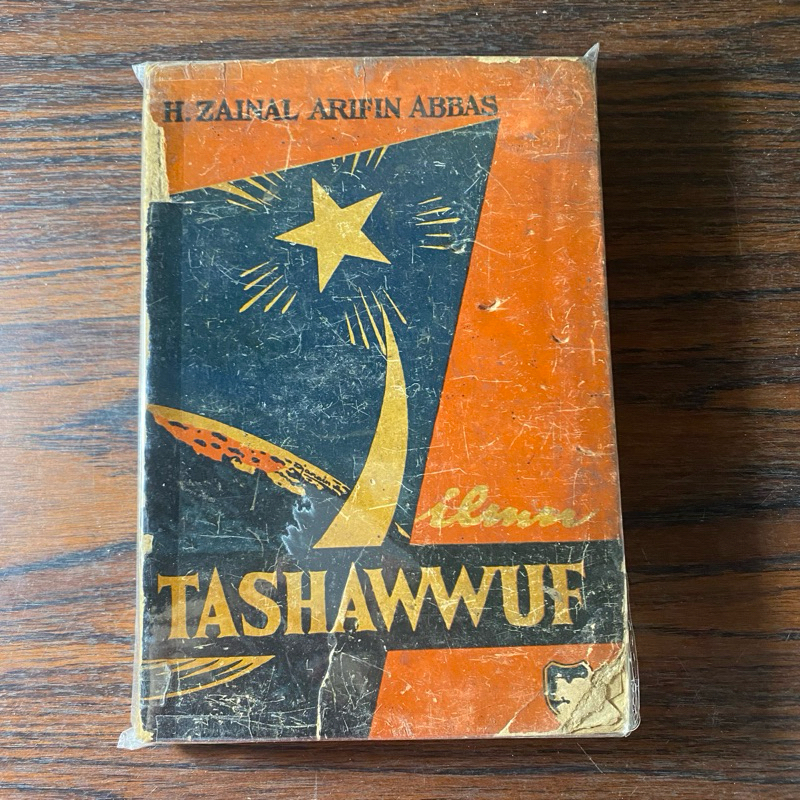 H. ZAINAL ARIFIN ABBAS
ilmu
TASHAWWUF